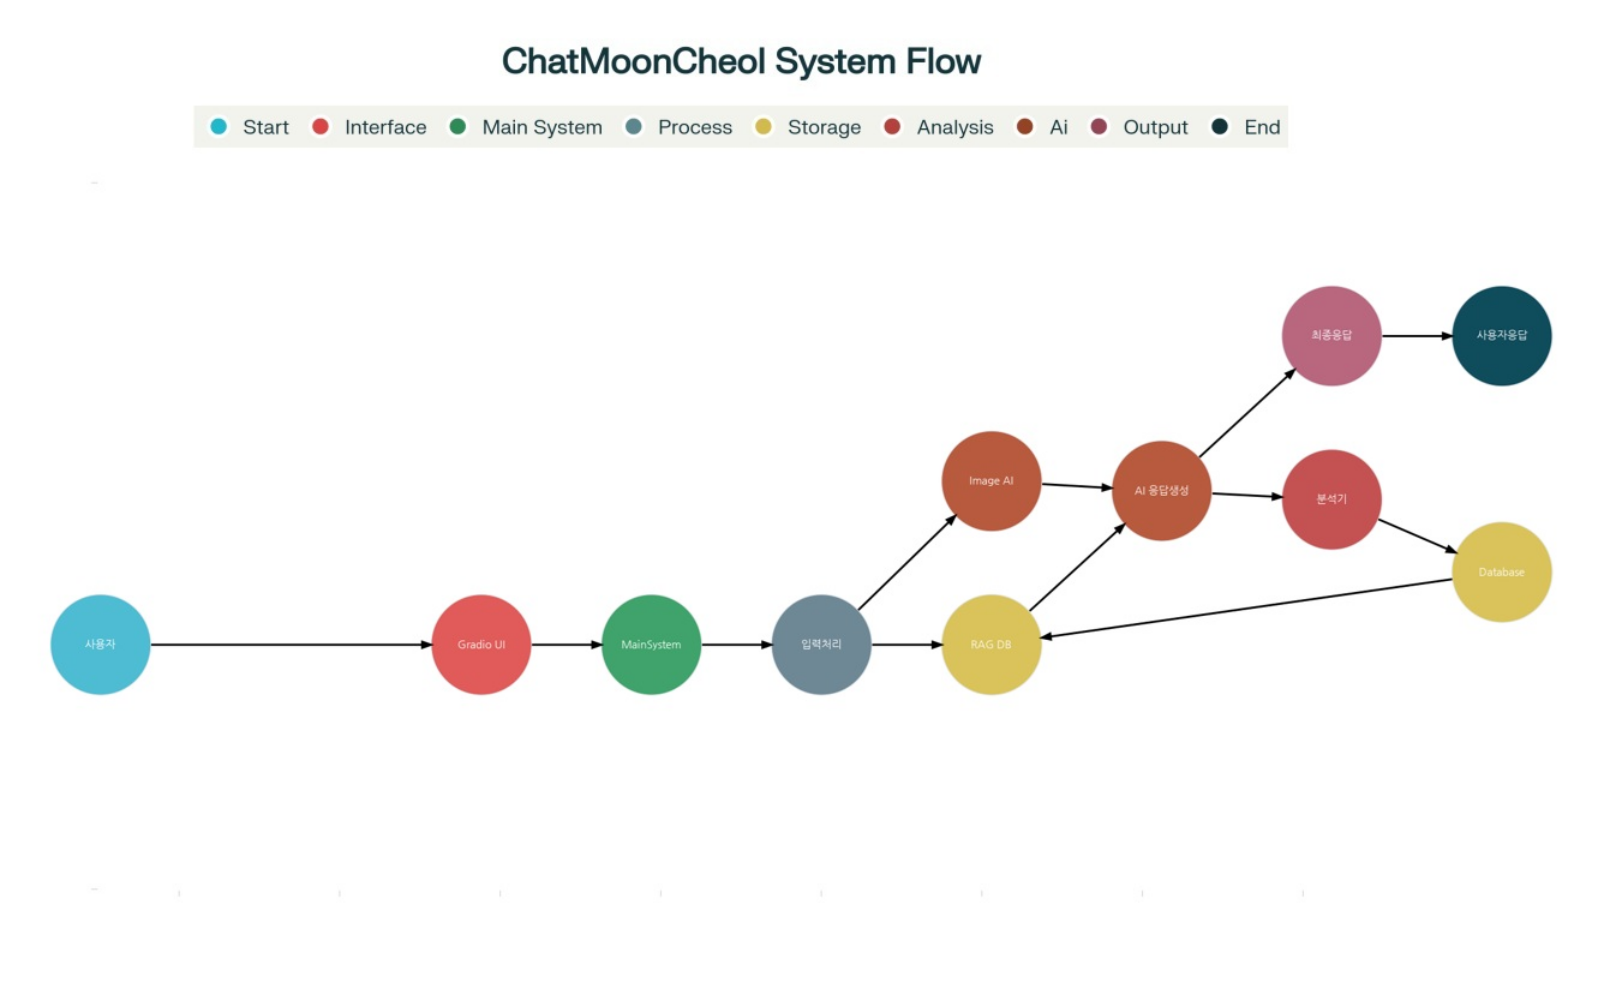 ChatMoonCheol System Flow
Start Interface Main System Process Storage Analysis Ai Output End
최종응답 사용자응답
Image AI AI 응답생성 분석기
Database
사용자 Gradio UI MainSystem 입력처리 RAG DB